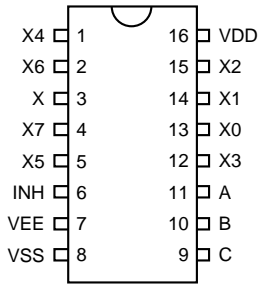 X4 1 16 VDD
X6 2 15 X2
X 3 14 X1
X7 4 13 X0
X5 5 12 X3
INH 6 11 A
VEE 7 10 B
VSS 8 9 C